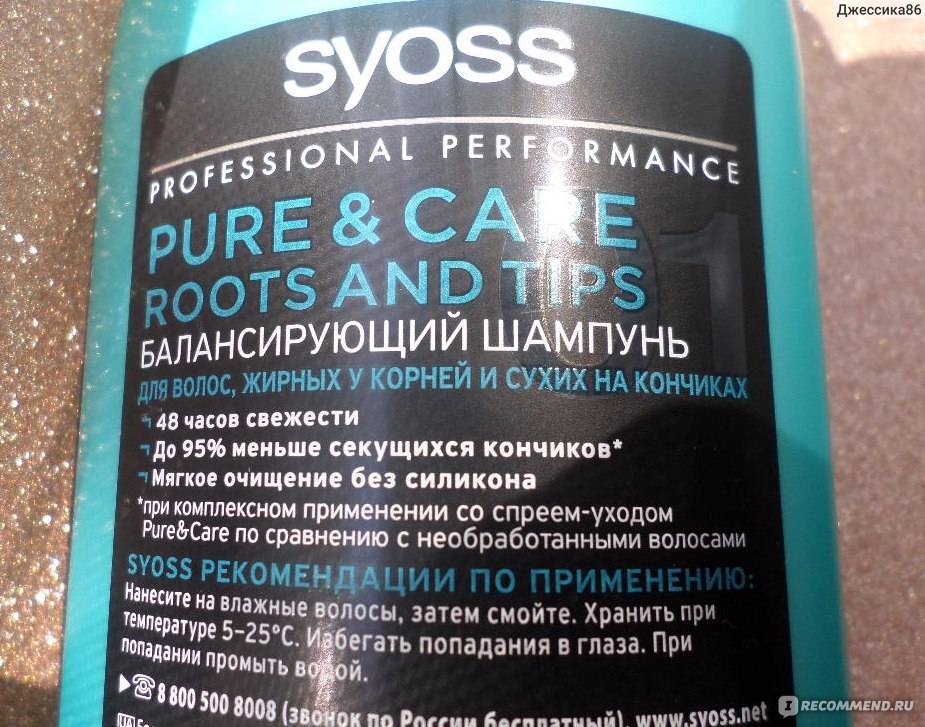 Джессика86
syoss
PROFESSIONAL PERFORMANCE
PURE & CARE
ROOTS AND TIPS
01
БАЛАНСИРУЮЩИЙ ШАМПУНЬ
ДЛЯ ВОЛОС, ЖИРНЫХ У КОРНЕЙ И СУХИХ НА КОНЧИКАХ
48 часов свежести
До 95% меньше секущихся кончиков*
Мягкое очищение без силикона
*при комплексном применении со спреем-уходом
Pure&Care по сравнению с необработанными волосами
SYOSS РЕКОМЕНДАЦИИ ПО ПРИМЕНЕНИЮ:
Нанесите на влажные волосы, затем смойте. Хранить при
температуре 5–25°С. Избегать попадания в глаза. При
попадании промыть водой.
8 800 500 8008 (звонок по России бесплатный). www.syoss.net
UA
IRECOMMEND.RU